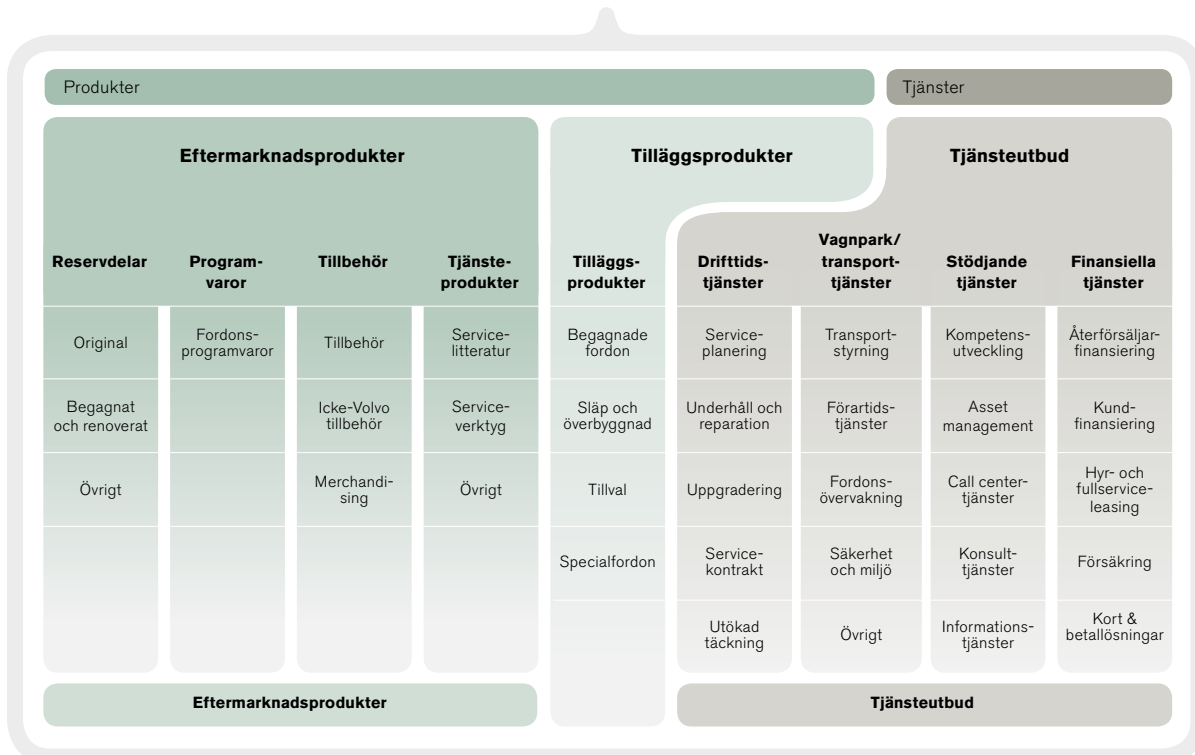 Produkter
Tjänster
Eftermarknadsprodukter
Tilläggsprodukter
Tjänsteutbud
Reservdelar
Program-
varor
Tillbehör
Tjänste-
produkter
Tilläggs-
produkter
Drifttids-
tjänster
Vagnpark/
transport-
tjänster
Stödjande
tjänster
Finansiella
tjänster
Original
Fordons-
programvaror
Tillbehör
Service-
litteratur
Begagnade
fordon
Service-
planering
Transport-
styrning
Kompetens-
utveckling
Återförsäljar-
finansiering
Begagnat
och renoverat
Icke-Volvo
tillbehör
Service-
verktyg
Släp och
överbyggnad
Underhåll och
reparation
Förartids-
tjänster
Asset
management
Kund-
finansiering
Övrigt
Merchandi-
sing
Övrigt
Tillval
Uppgradering
Fordons-
övervakning
Call center-
tjänster
Hyr- och
fullservice-
leasing
Specialfordon
Service-
kontrakt
Säkerhet
och miljö
Konsult-
tjänster
Försäkring
Utökad
täckning
Övrigt
Informations-
tjänster
Kort &
betallösningar
Eftermarknadsprodukter
Tjänsteutbud